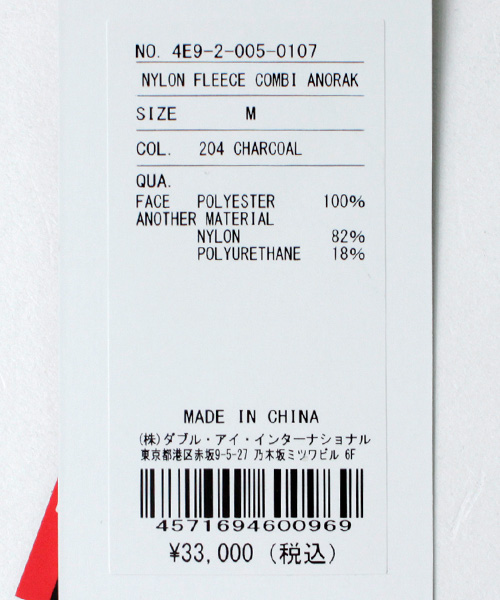 NO. 4E9-2-005-0107
NYLON FLEECE COMBI ANORAK
SIZE M
COL. 204 CHARCOAL
QUA.
FACE POLYESTER 100%
ANOTHER MATERIAL
NYLON 82%
POLYURETHANE 18%
MADE IN CHINA
(株)ダブル・アイ・インターナショナル
東京都港区赤坂9-5-27 乃木坂ミツワビル 6F
4571694600969
¥33,000 (税込)